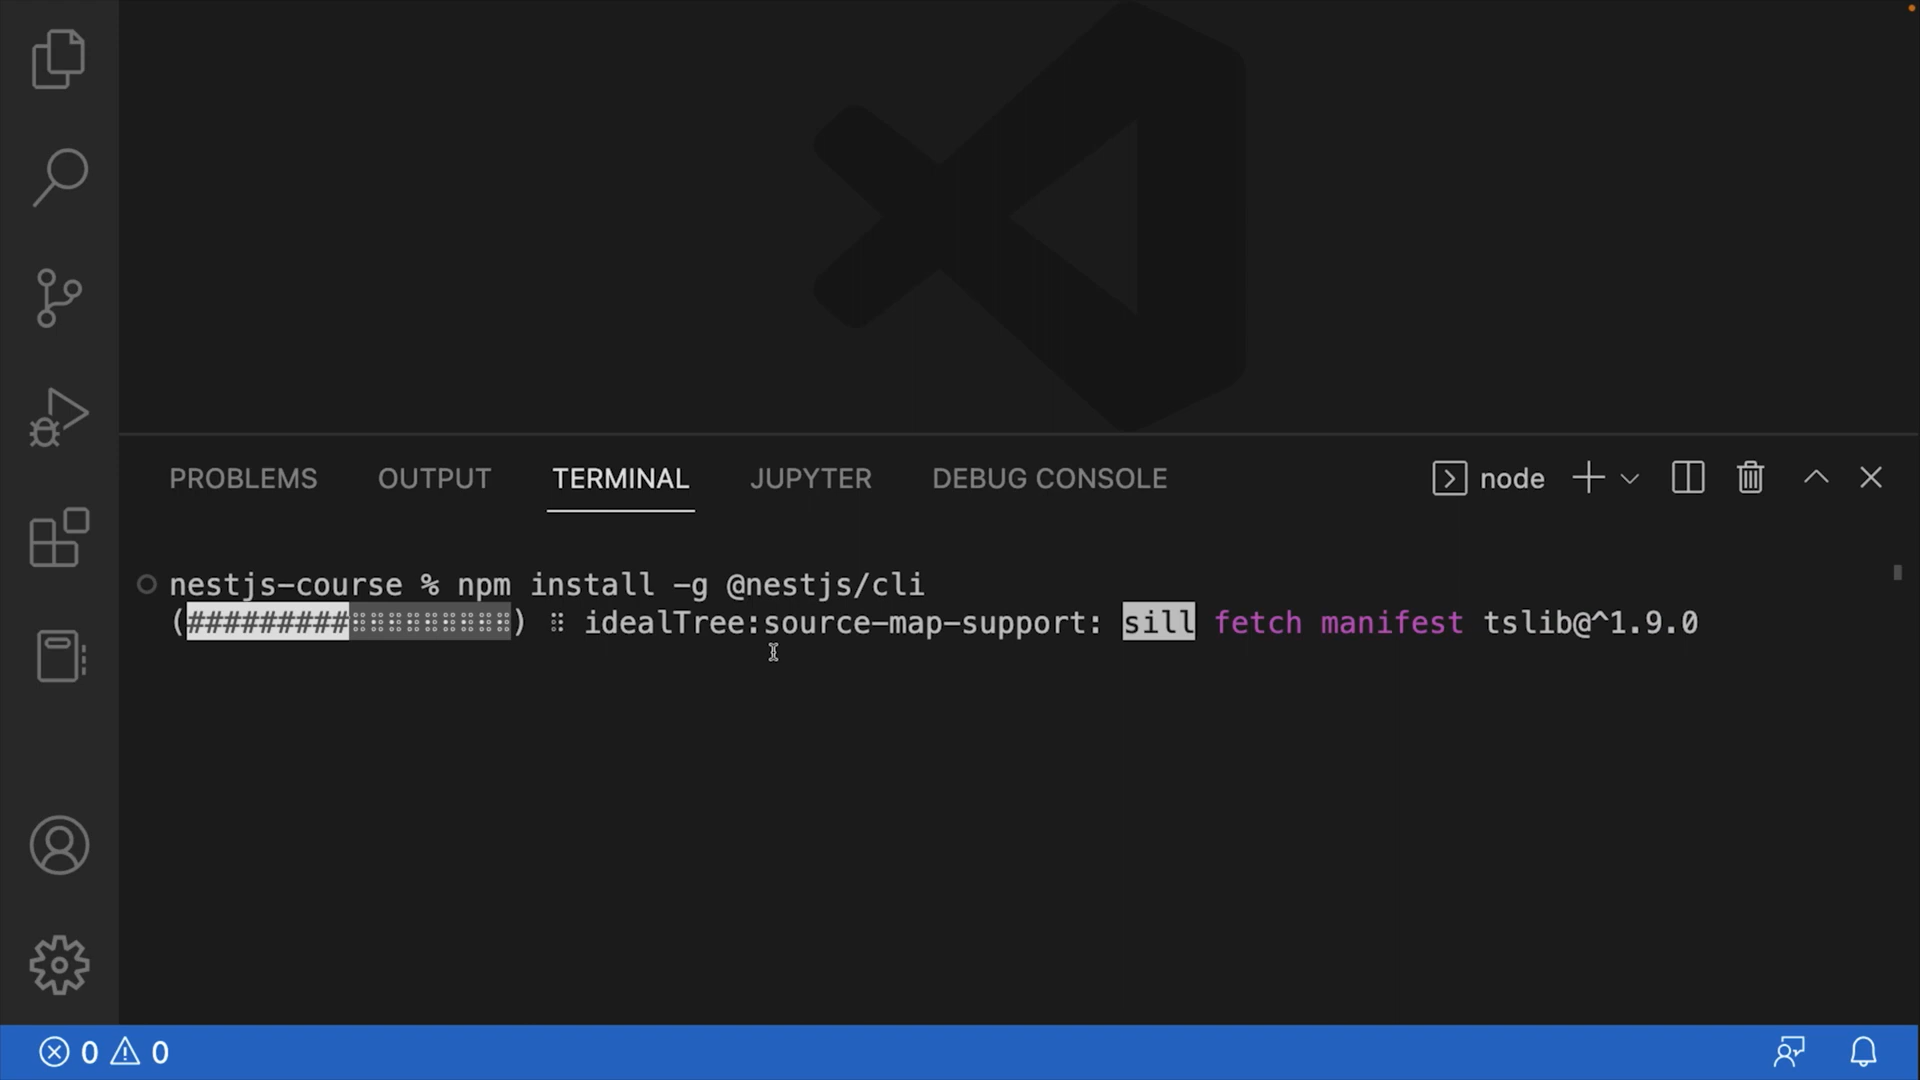 PROBLEMS OUTPUT TERMINAL JUPYTER DEBUG CONSOLE node
nestjs-course % npm install -g @nestjs/cli
(#########⠿⠿⠿⠿⠿⠿⠿⠿⠿) ⠿ idealTree:source-map-support: sill fetch manifest tslib@^1.9.0
0 0